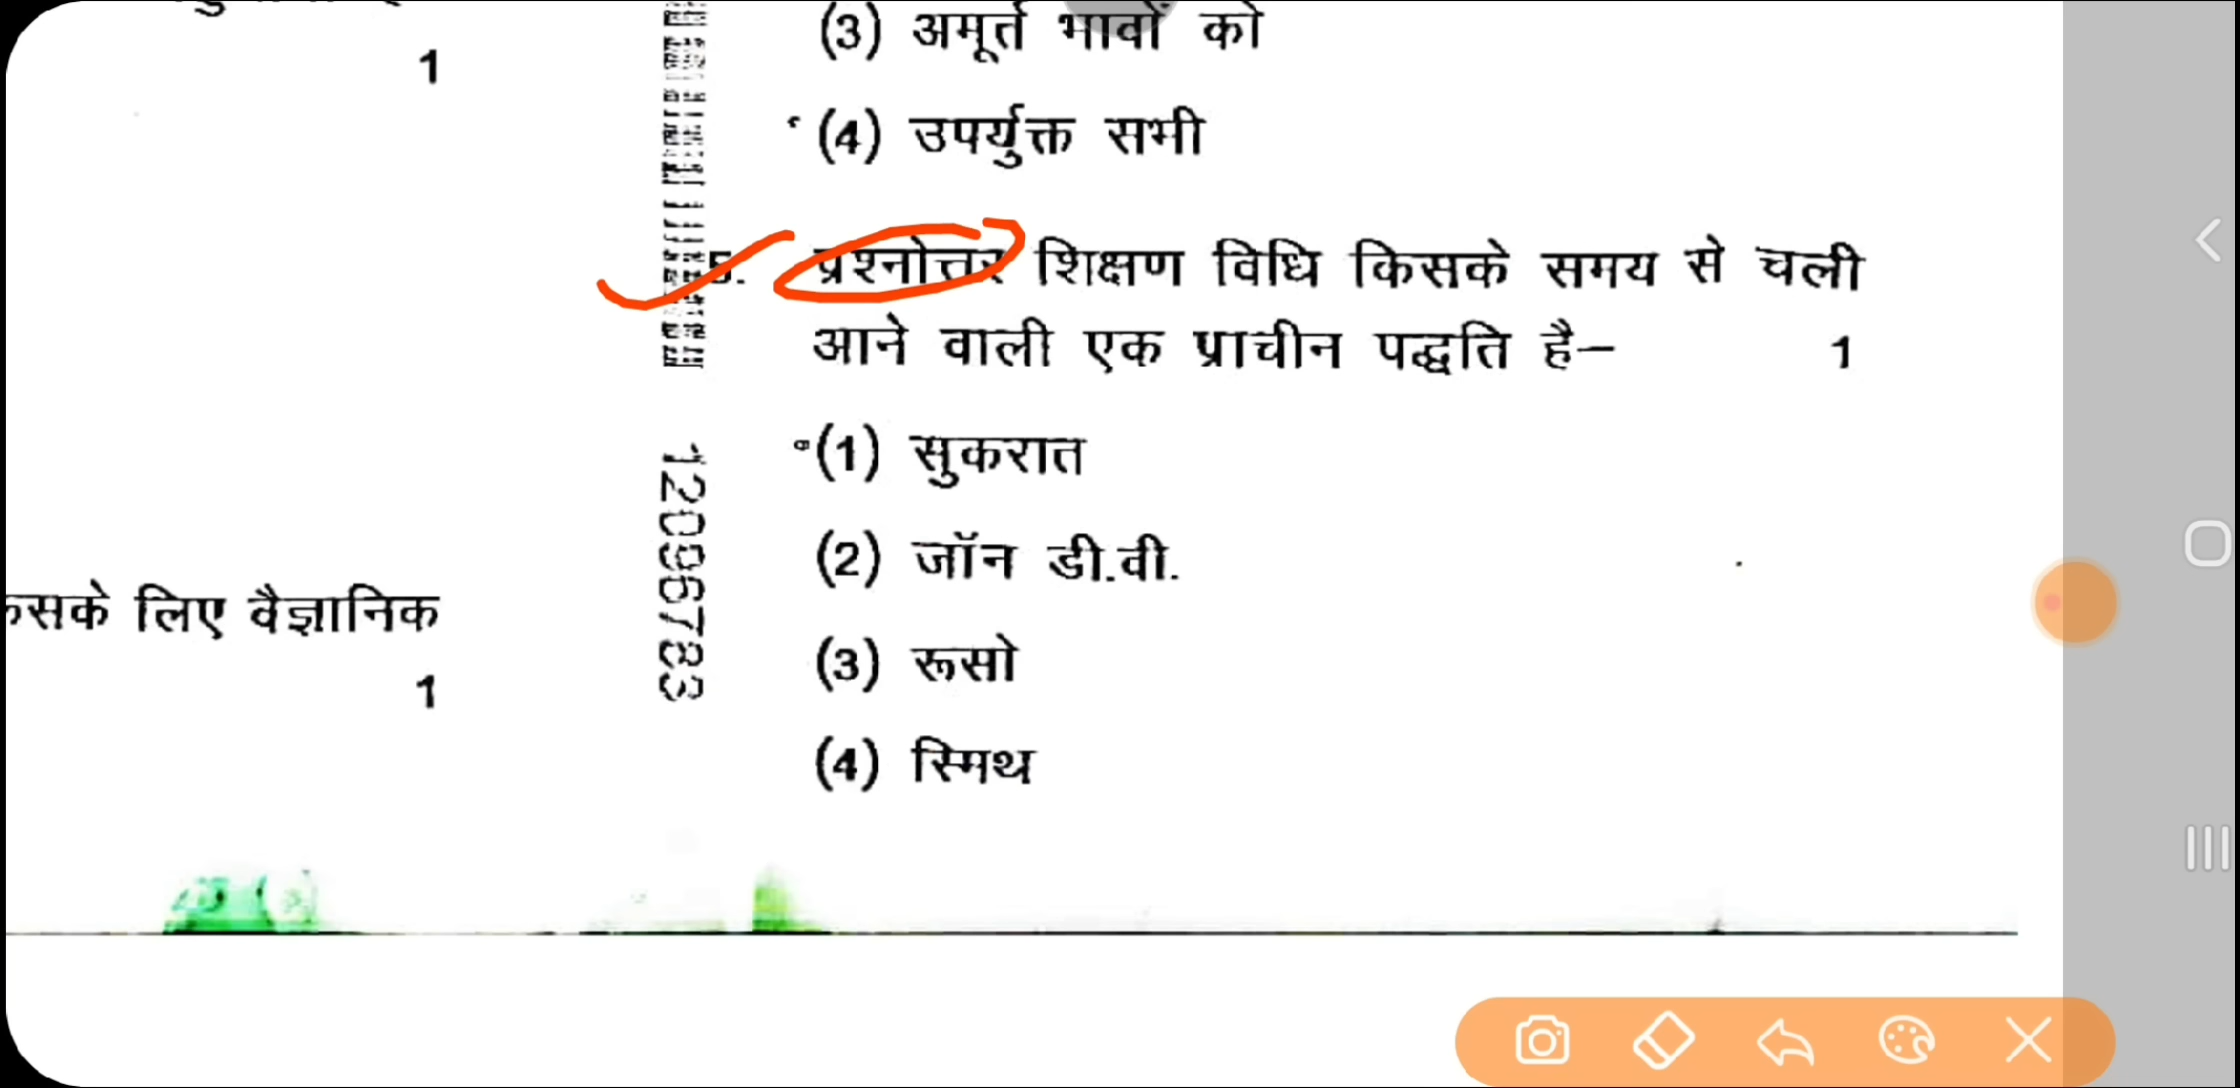 1
कसके लिए वैज्ञानिक
1
12096783
(3) अमूर्त भावों को
(4) उपर्युक्त सभी
5. प्रश्नोत्तर शिक्षण विधि किसके समय से चली
आने वाली एक प्राचीन पद्धति है– 1
(1) सुकरात
(2) जॉन डी.वी.
(3) रूसो
(4) स्मिथ